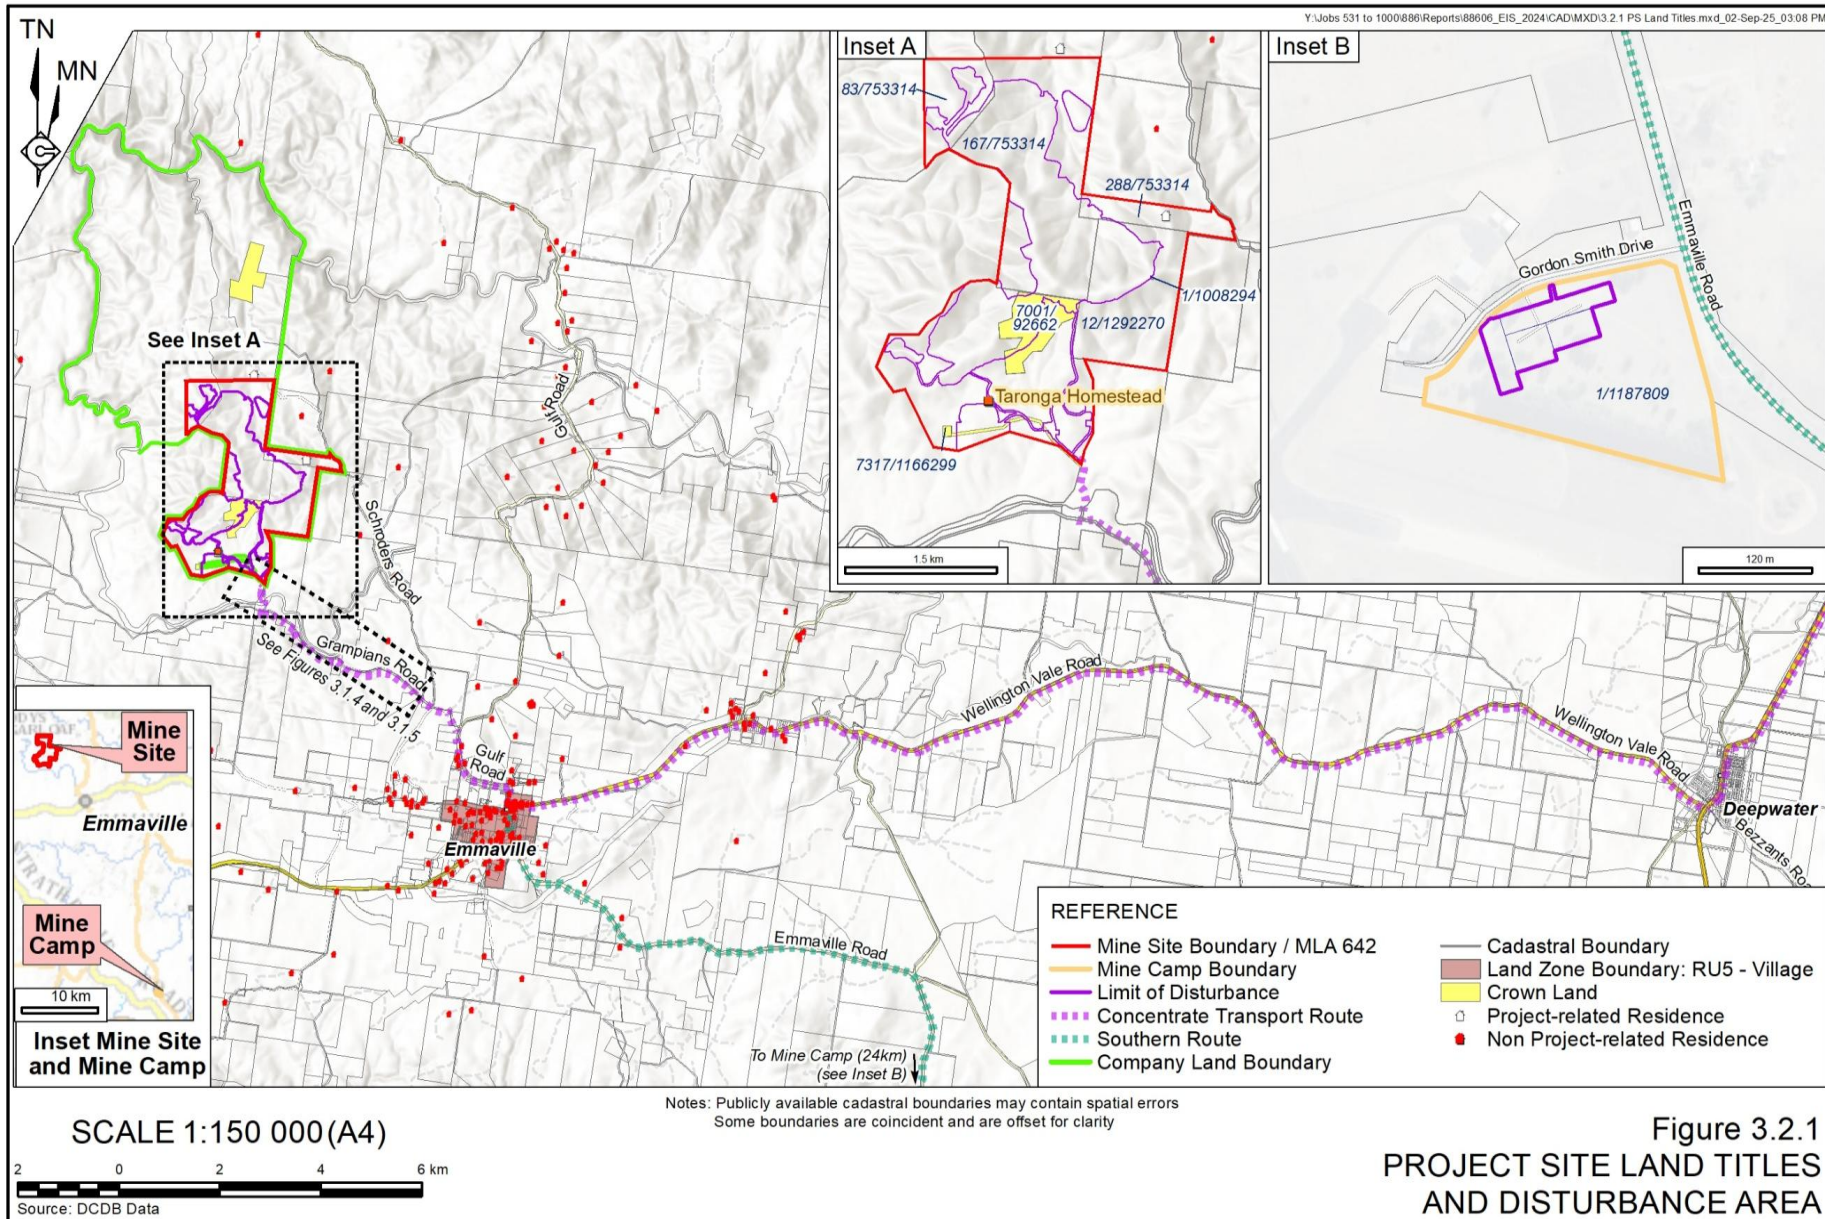 Y:\Jobs 531 to 1000\886\Reports\88606_EIS_2024\CAD\MXD\3.2.1 PS Land Titles.mxd_02-Sep-25_03:08 PM
TN
MN
See Inset A
Gulf Road
Schroders Road
Grampians Road
See Figures 3.1.4 and 3.1.5
Gulf
Road
Emmaville
Wellington Vale Road
Wellington Vale Road
Deepwater
Emmaville Road
To Mine Camp (24km)
(see Inset B)
Inset A
83/753314
167/753314
288/753314
1/1008294
7001/
92662
12/1292270
Taronga Homestead
7317/1166299
1.5 km
Inset B
Gordon Smith Drive
Emmaville Road
1/1187809
120 m
Mine
Site
Emmaville
Mine
Camp
10 km
Inset Mine Site
and Mine Camp
REFERENCE
Mine Site Boundary / MLA 642
Mine Camp Boundary
Limit of Disturbance
Concentrate Transport Route
Southern Route
Company Land Boundary
Cadastral Boundary
Land Zone Boundary: RU5 - Village
Crown Land
Project-related Residence
Non Project-related Residence
Notes: Publicly available cadastral boundaries may contain spatial errors
Some boundaries are coincident and are offset for clarity
SCALE 1:150 000 (A4)
2 0 2 4 6 km
Source: DCDB Data
Figure 3.2.1
PROJECT SITE LAND TITLES
AND DISTURBANCE AREA